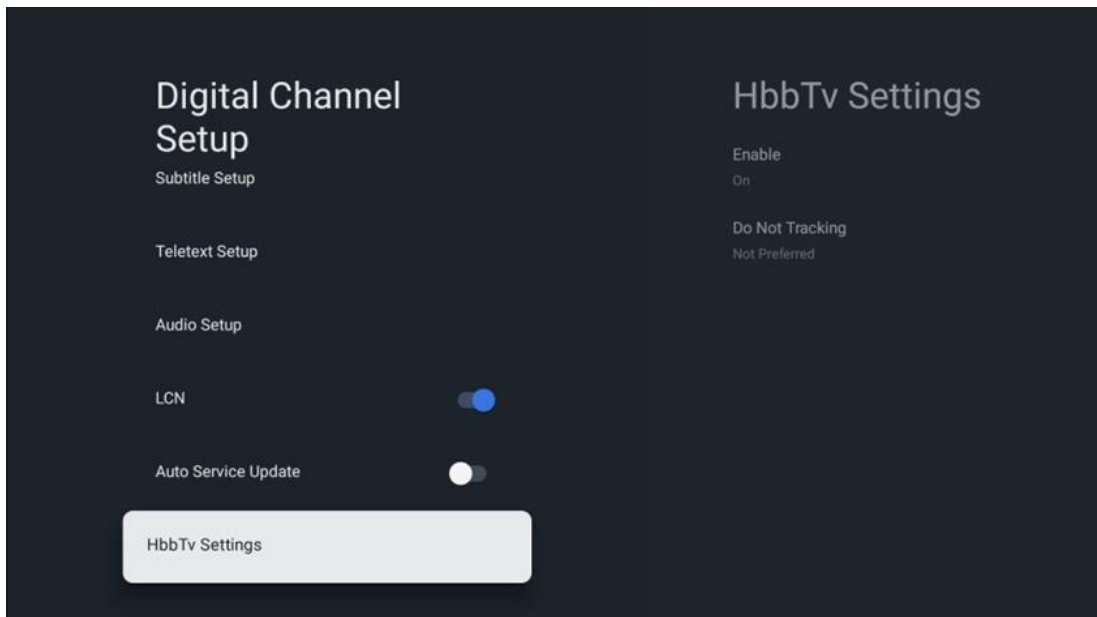 Digital Channel
Setup
Subtitle Setup
Teletext Setup
Audio Setup
LCN
Auto Service Update
HbbTv Settings
HbbTv Settings
Enable
On
Do Not Tracking
Not Preferred